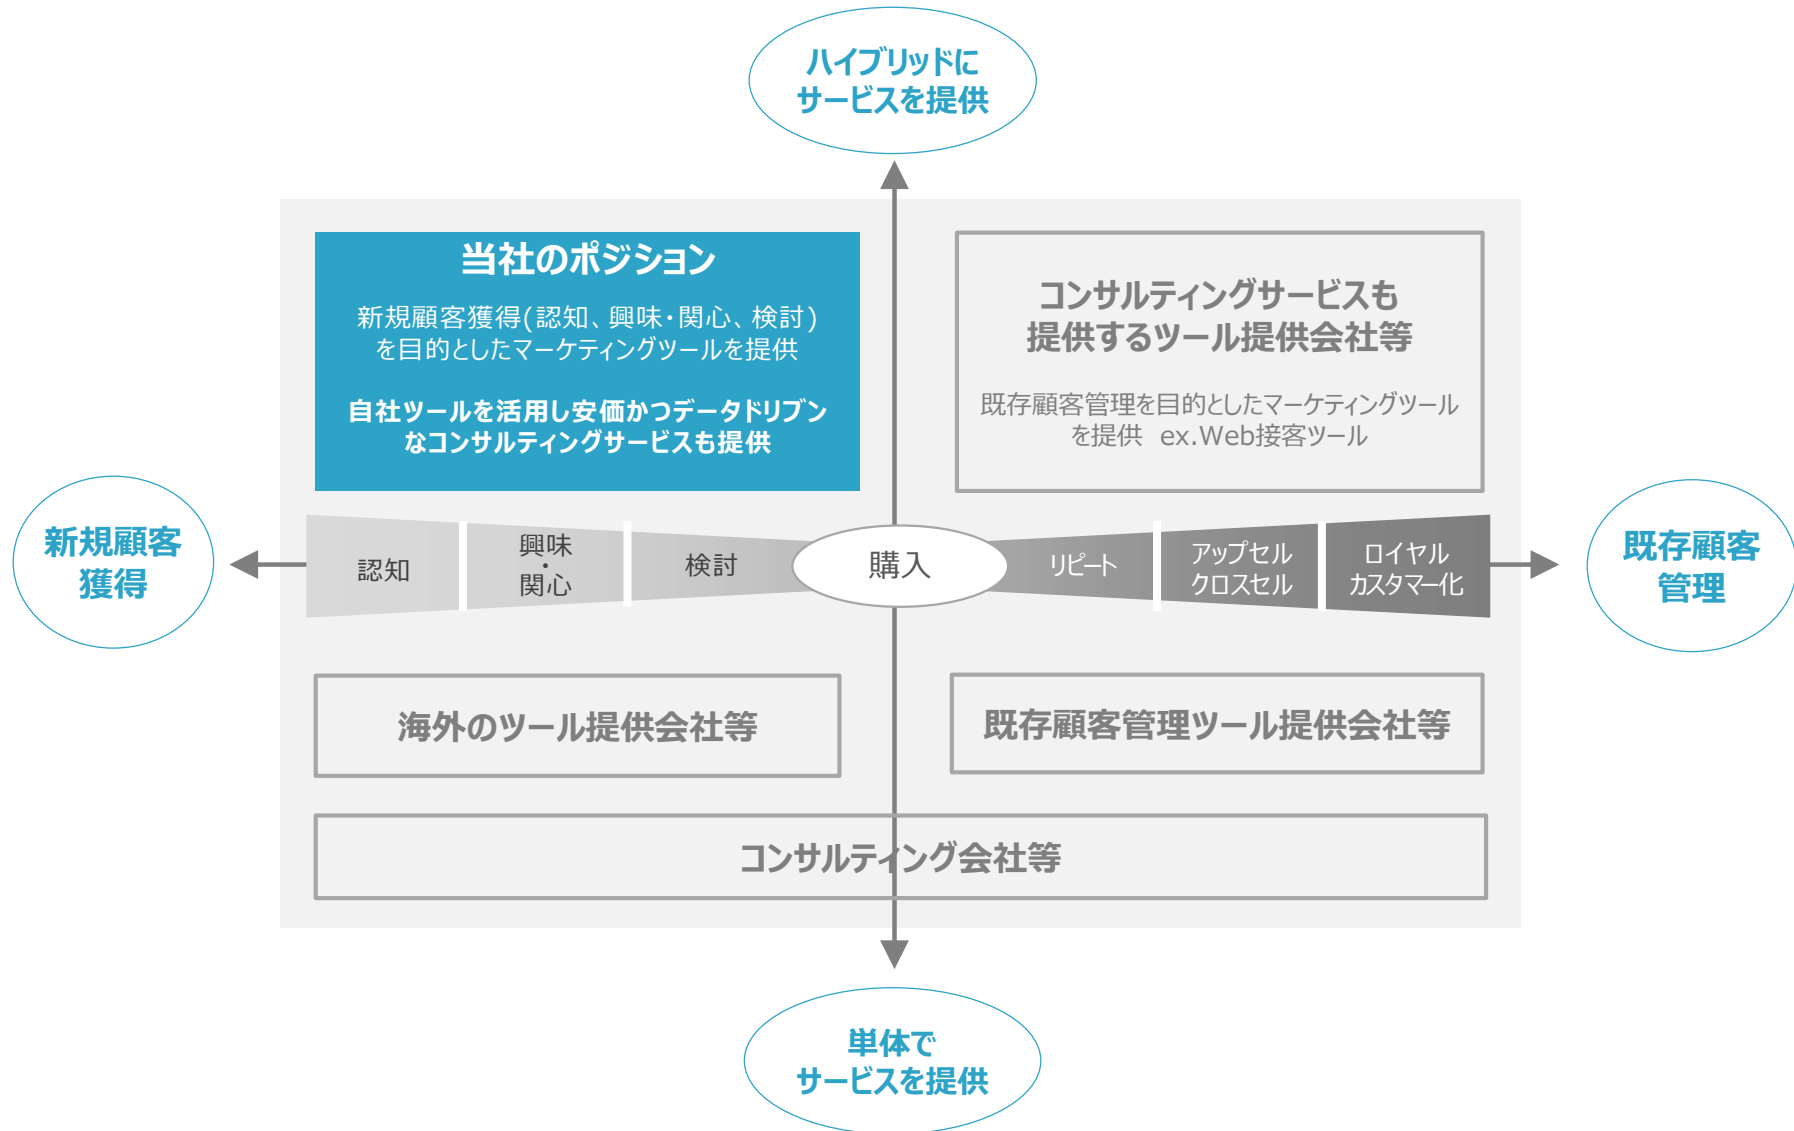 ハイブリッドに
サービスを提供
当社のポジション
新規顧客獲得(認知、興味・関心、検討)
を目的としたマーケティングツールを提供
自社ツールを活用し安価かつデータドリブン
なコンサルティングサービスも提供
コンサルティングサービスも
提供するツール提供会社等
既存顧客管理を目的としたマーケティングツール
を提供　ex.Web接客ツール
新規顧客
獲得
認知
興味
・
関心
検討
購入
リピート
アップセル
クロスセル
ロイヤル
カスタマー化
既存顧客
管理
海外のツール提供会社等
既存顧客管理ツール提供会社等
コンサルティング会社等
単体で
サービスを提供